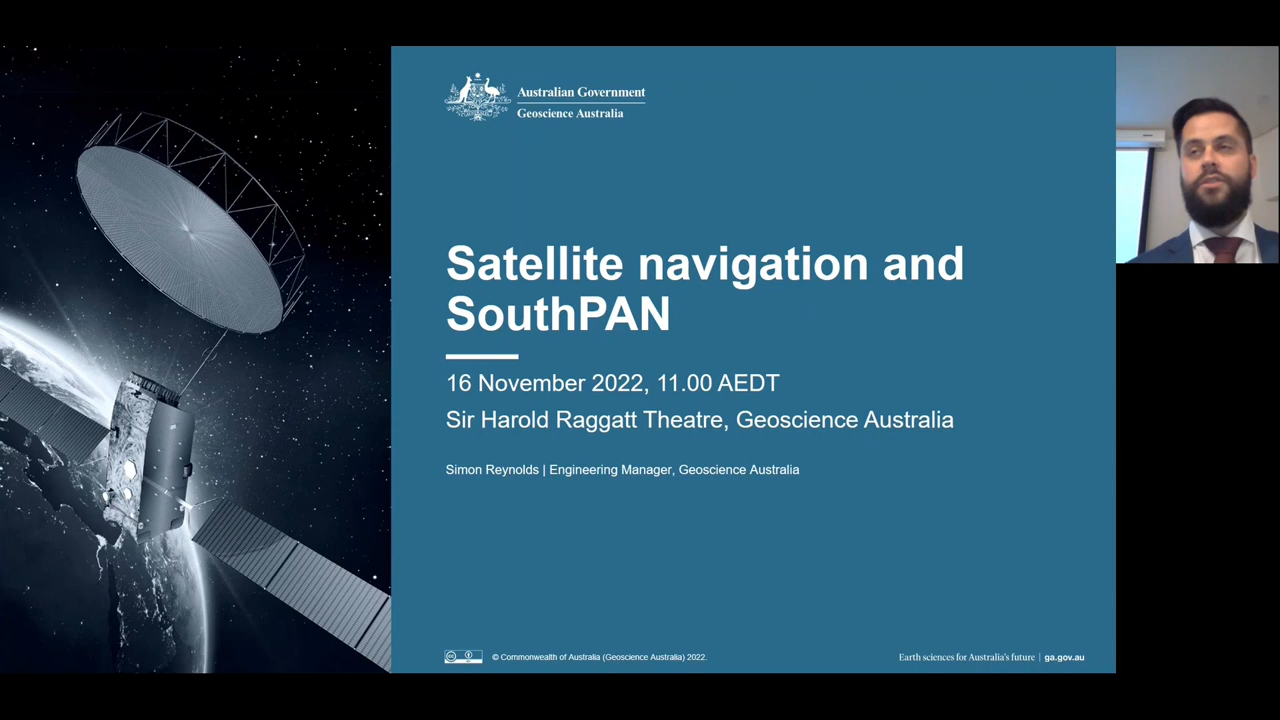 Australian Government
Geoscience Australia
Satellite navigation and
SouthPAN
16 November 2022, 11.00 AEDT
Sir Harold Raggatt Theatre, Geoscience Australia
Simon Reynolds | Engineering Manager, Geoscience Australia
© Commonwealth of Australia (Geoscience Australia) 2022.
Earth sciences for Australia's future | ga.gov.au